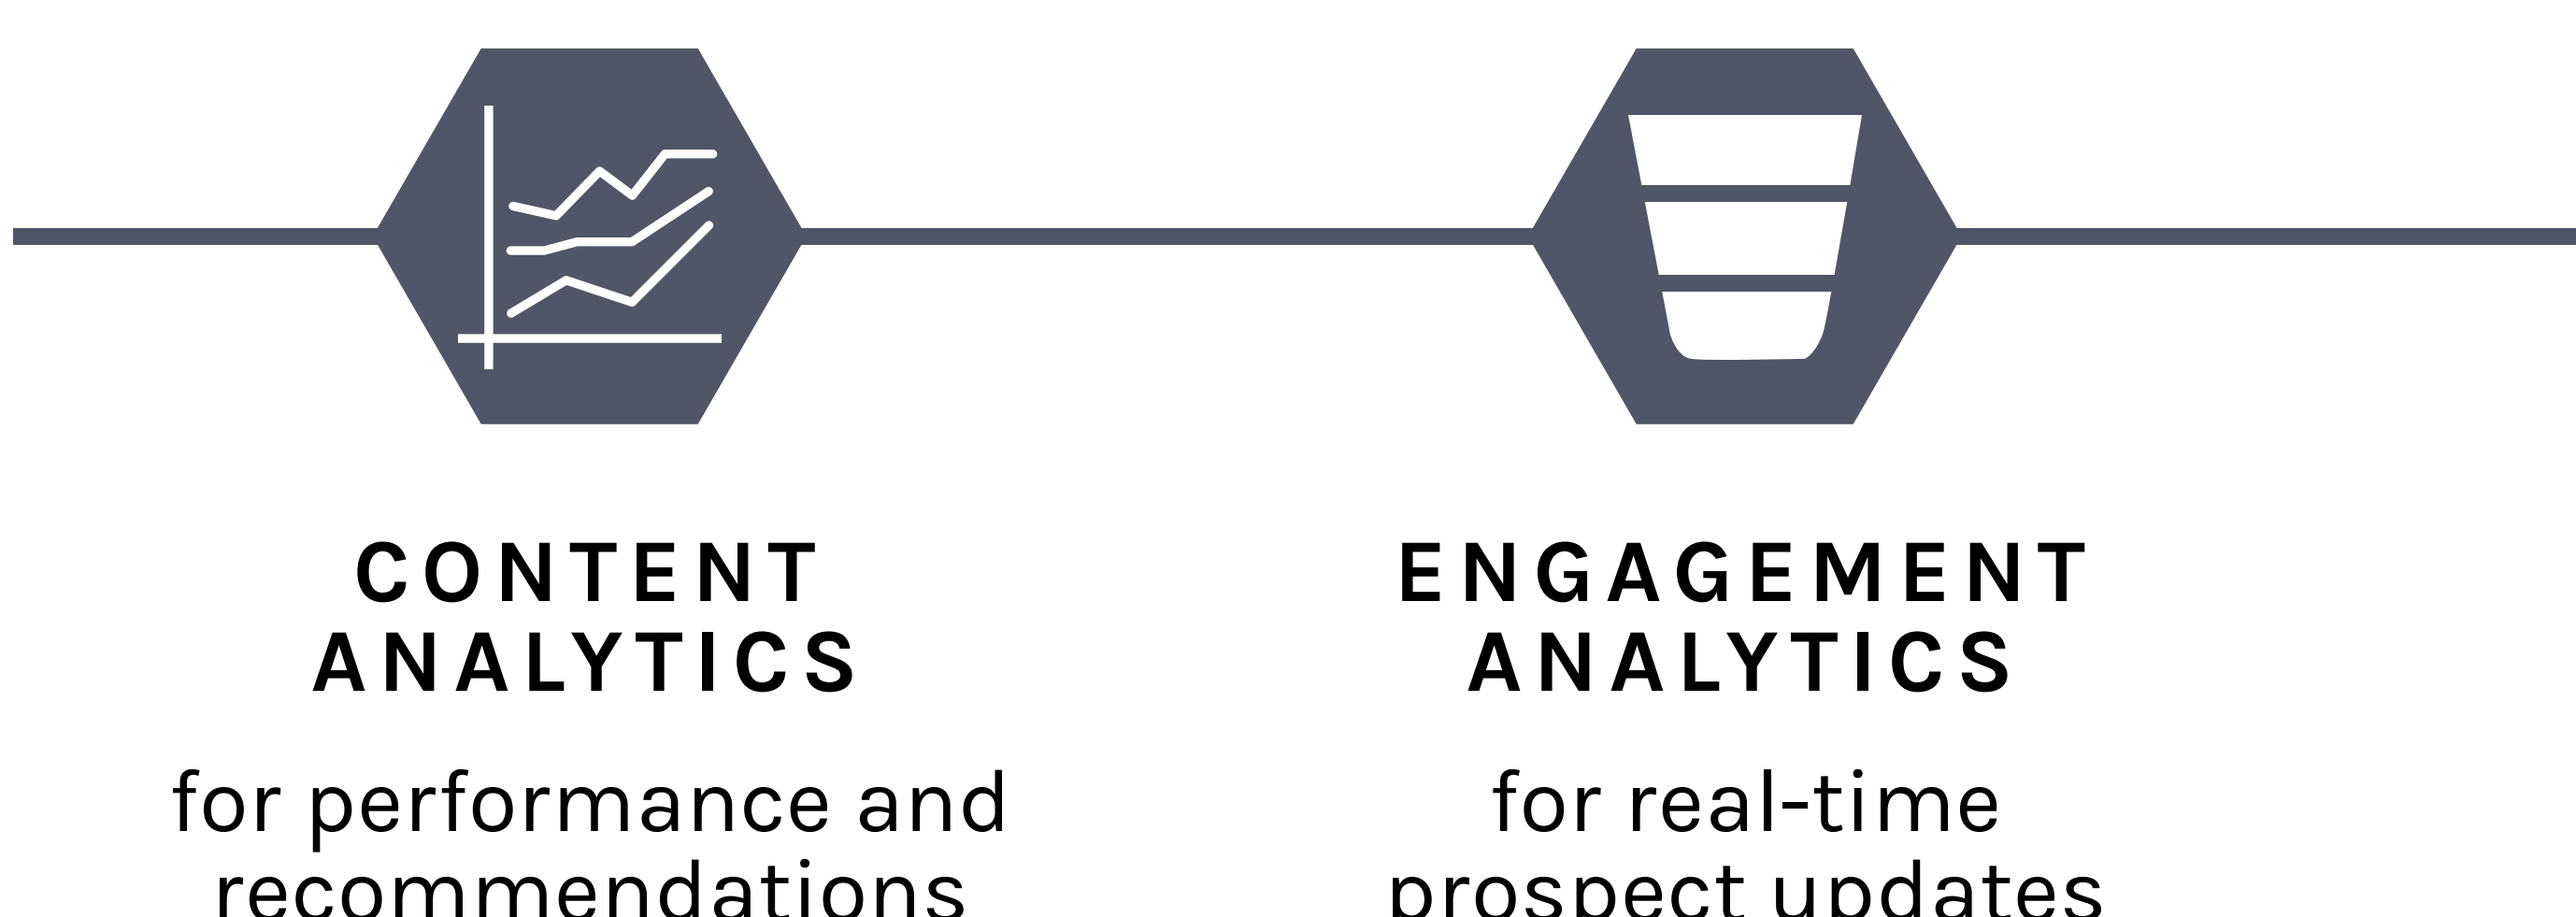 CONTENT
ANALYTICS
for performance and
recommendations
ENGAGEMENT
ANALYTICS
for real-time
prospect updates